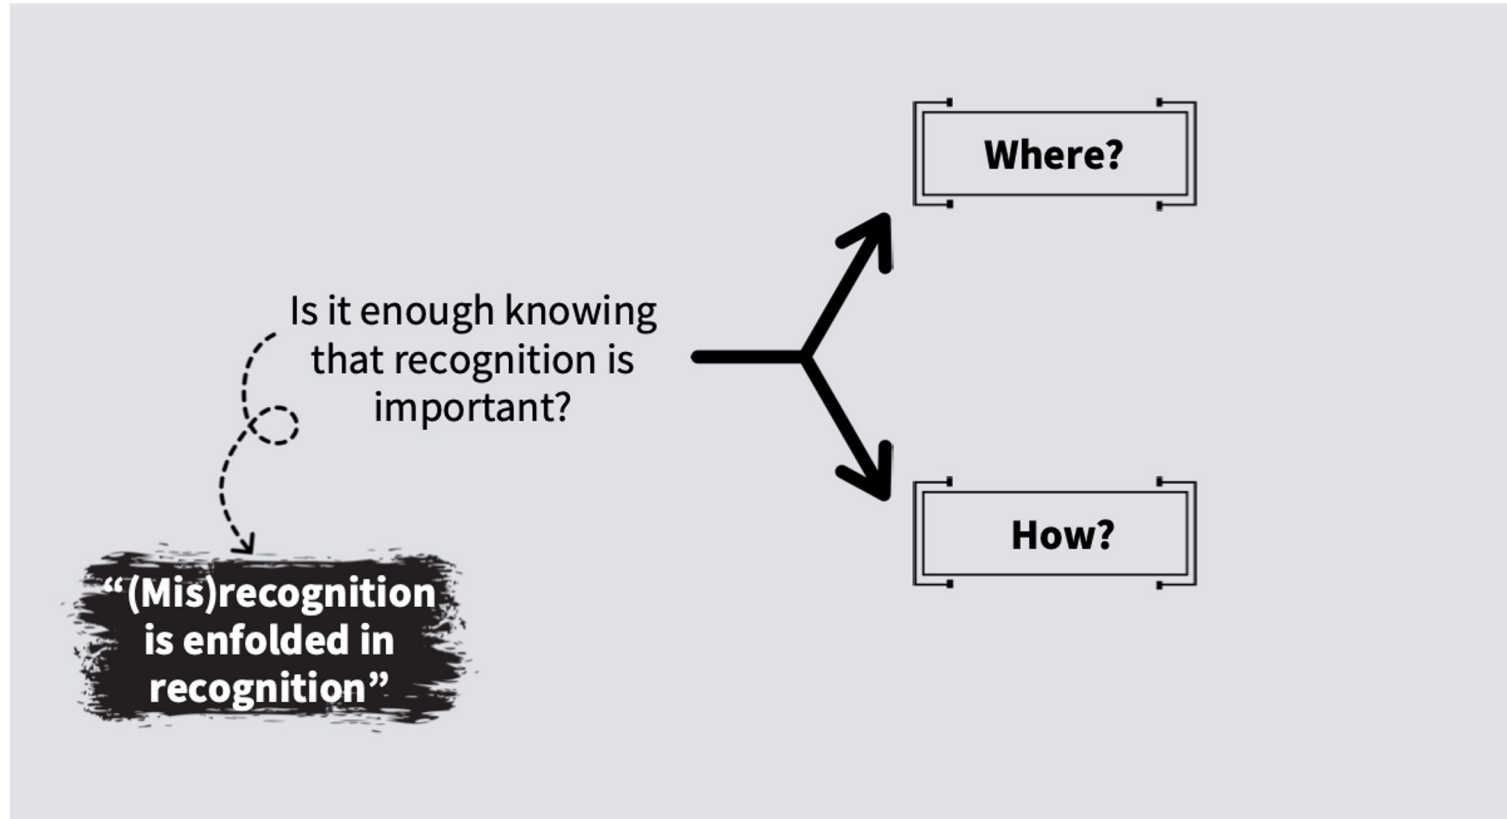 Where?
Is it enough knowing
that recognition is
important?
How?
“(Mis)recognition
is enfolded in
recognition”